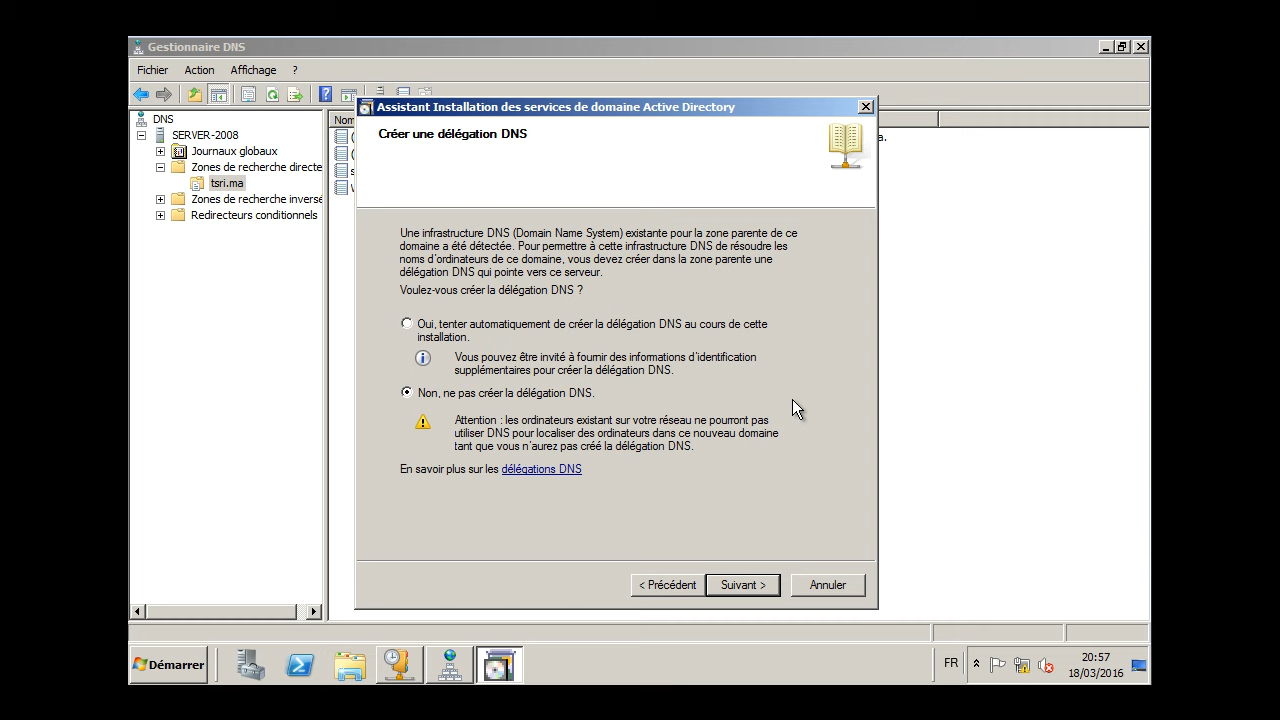 Gestionnaire DNS
Fichier Action Affichage ?
Assistant Installation des services de domaine Active Directory
Créer une délégation DNS
DNS
SERVER-2008
Journaux globaux
Zones de recherche directe
tsri.ma
Zones de recherche inversé
Redirecteurs conditionnels
Nom
Une infrastructure DNS (Domain Name System) existante pour la zone parente de ce
domaine a été détectée. Pour permettre à cette infrastructure DNS de résoudre les
noms d'ordinateurs de ce domaine, vous devez créer dans la zone parente une
délégation DNS qui pointe vers ce serveur.
Voulez-vous créer la délégation DNS ?
Oui, tenter automatiquement de créer la délégation DNS au cours de cette
installation.
Vous pouvez être invité à fournir des informations d'identification
supplémentaires pour créer la délégation DNS.
Non, ne pas créer la délégation DNS.
Attention : les ordinateurs existant sur votre réseau ne pourront pas
utiliser DNS pour localiser des ordinateurs dans ce nouveau domaine
tant que vous n'aurez pas créé la délégation DNS.
En savoir plus sur les délégations DNS
< Précédent Suivant > Annuler
Démarrer
FR
20:57
18/03/2016